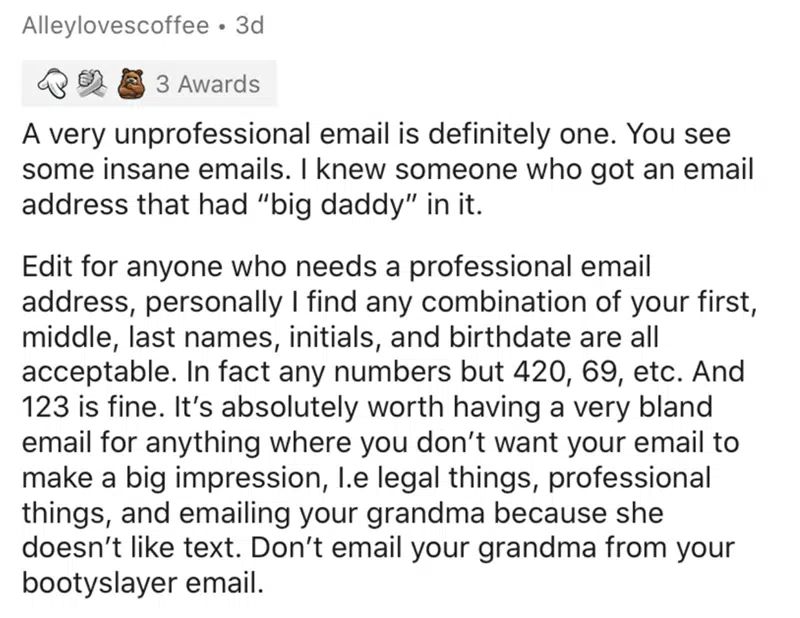 Alleylovescoffee • 3d
3 Awards
A very unprofessional email is definitely one. You see
some insane emails. I knew someone who got an email
address that had “big daddy” in it.
Edit for anyone who needs a professional email
address, personally I find any combination of your first,
middle, last names, initials, and birthdate are all
acceptable. In fact any numbers but 420, 69, etc. And
123 is fine. It’s absolutely worth having a very bland
email for anything where you don’t want your email to
make a big impression, I.e legal things, professional
things, and emailing your grandma because she
doesn’t like text. Don’t email your grandma from your
bootyslayer email.